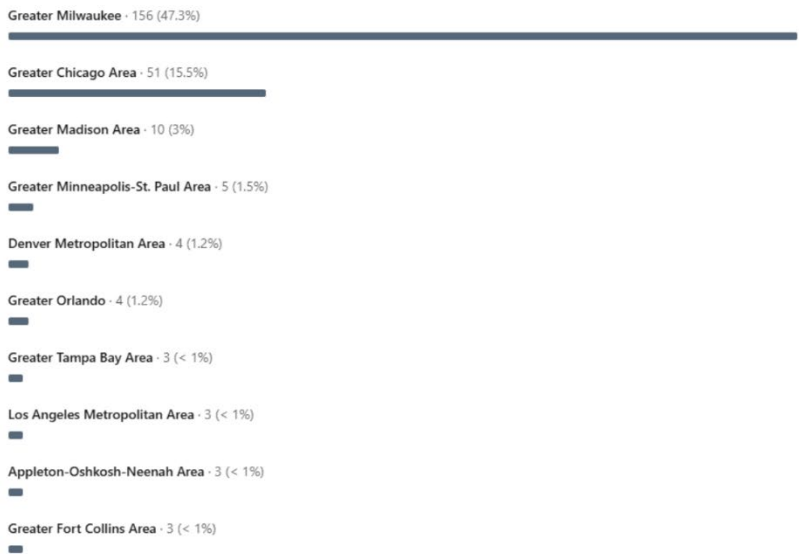 Greater Milwaukee · 156 (47.3%)
Greater Chicago Area · 51 (15.5%)
Greater Madison Area · 10 (3%)
Greater Minneapolis-St. Paul Area · 5 (1.5%)
Denver Metropolitan Area · 4 (1.2%)
Greater Orlando · 4 (1.2%)
Greater Tampa Bay Area · 3 (< 1%)
Los Angeles Metropolitan Area · 3 (< 1%)
Appleton-Oshkosh-Neenah Area · 3 (< 1%)
Greater Fort Collins Area · 3 (< 1%)